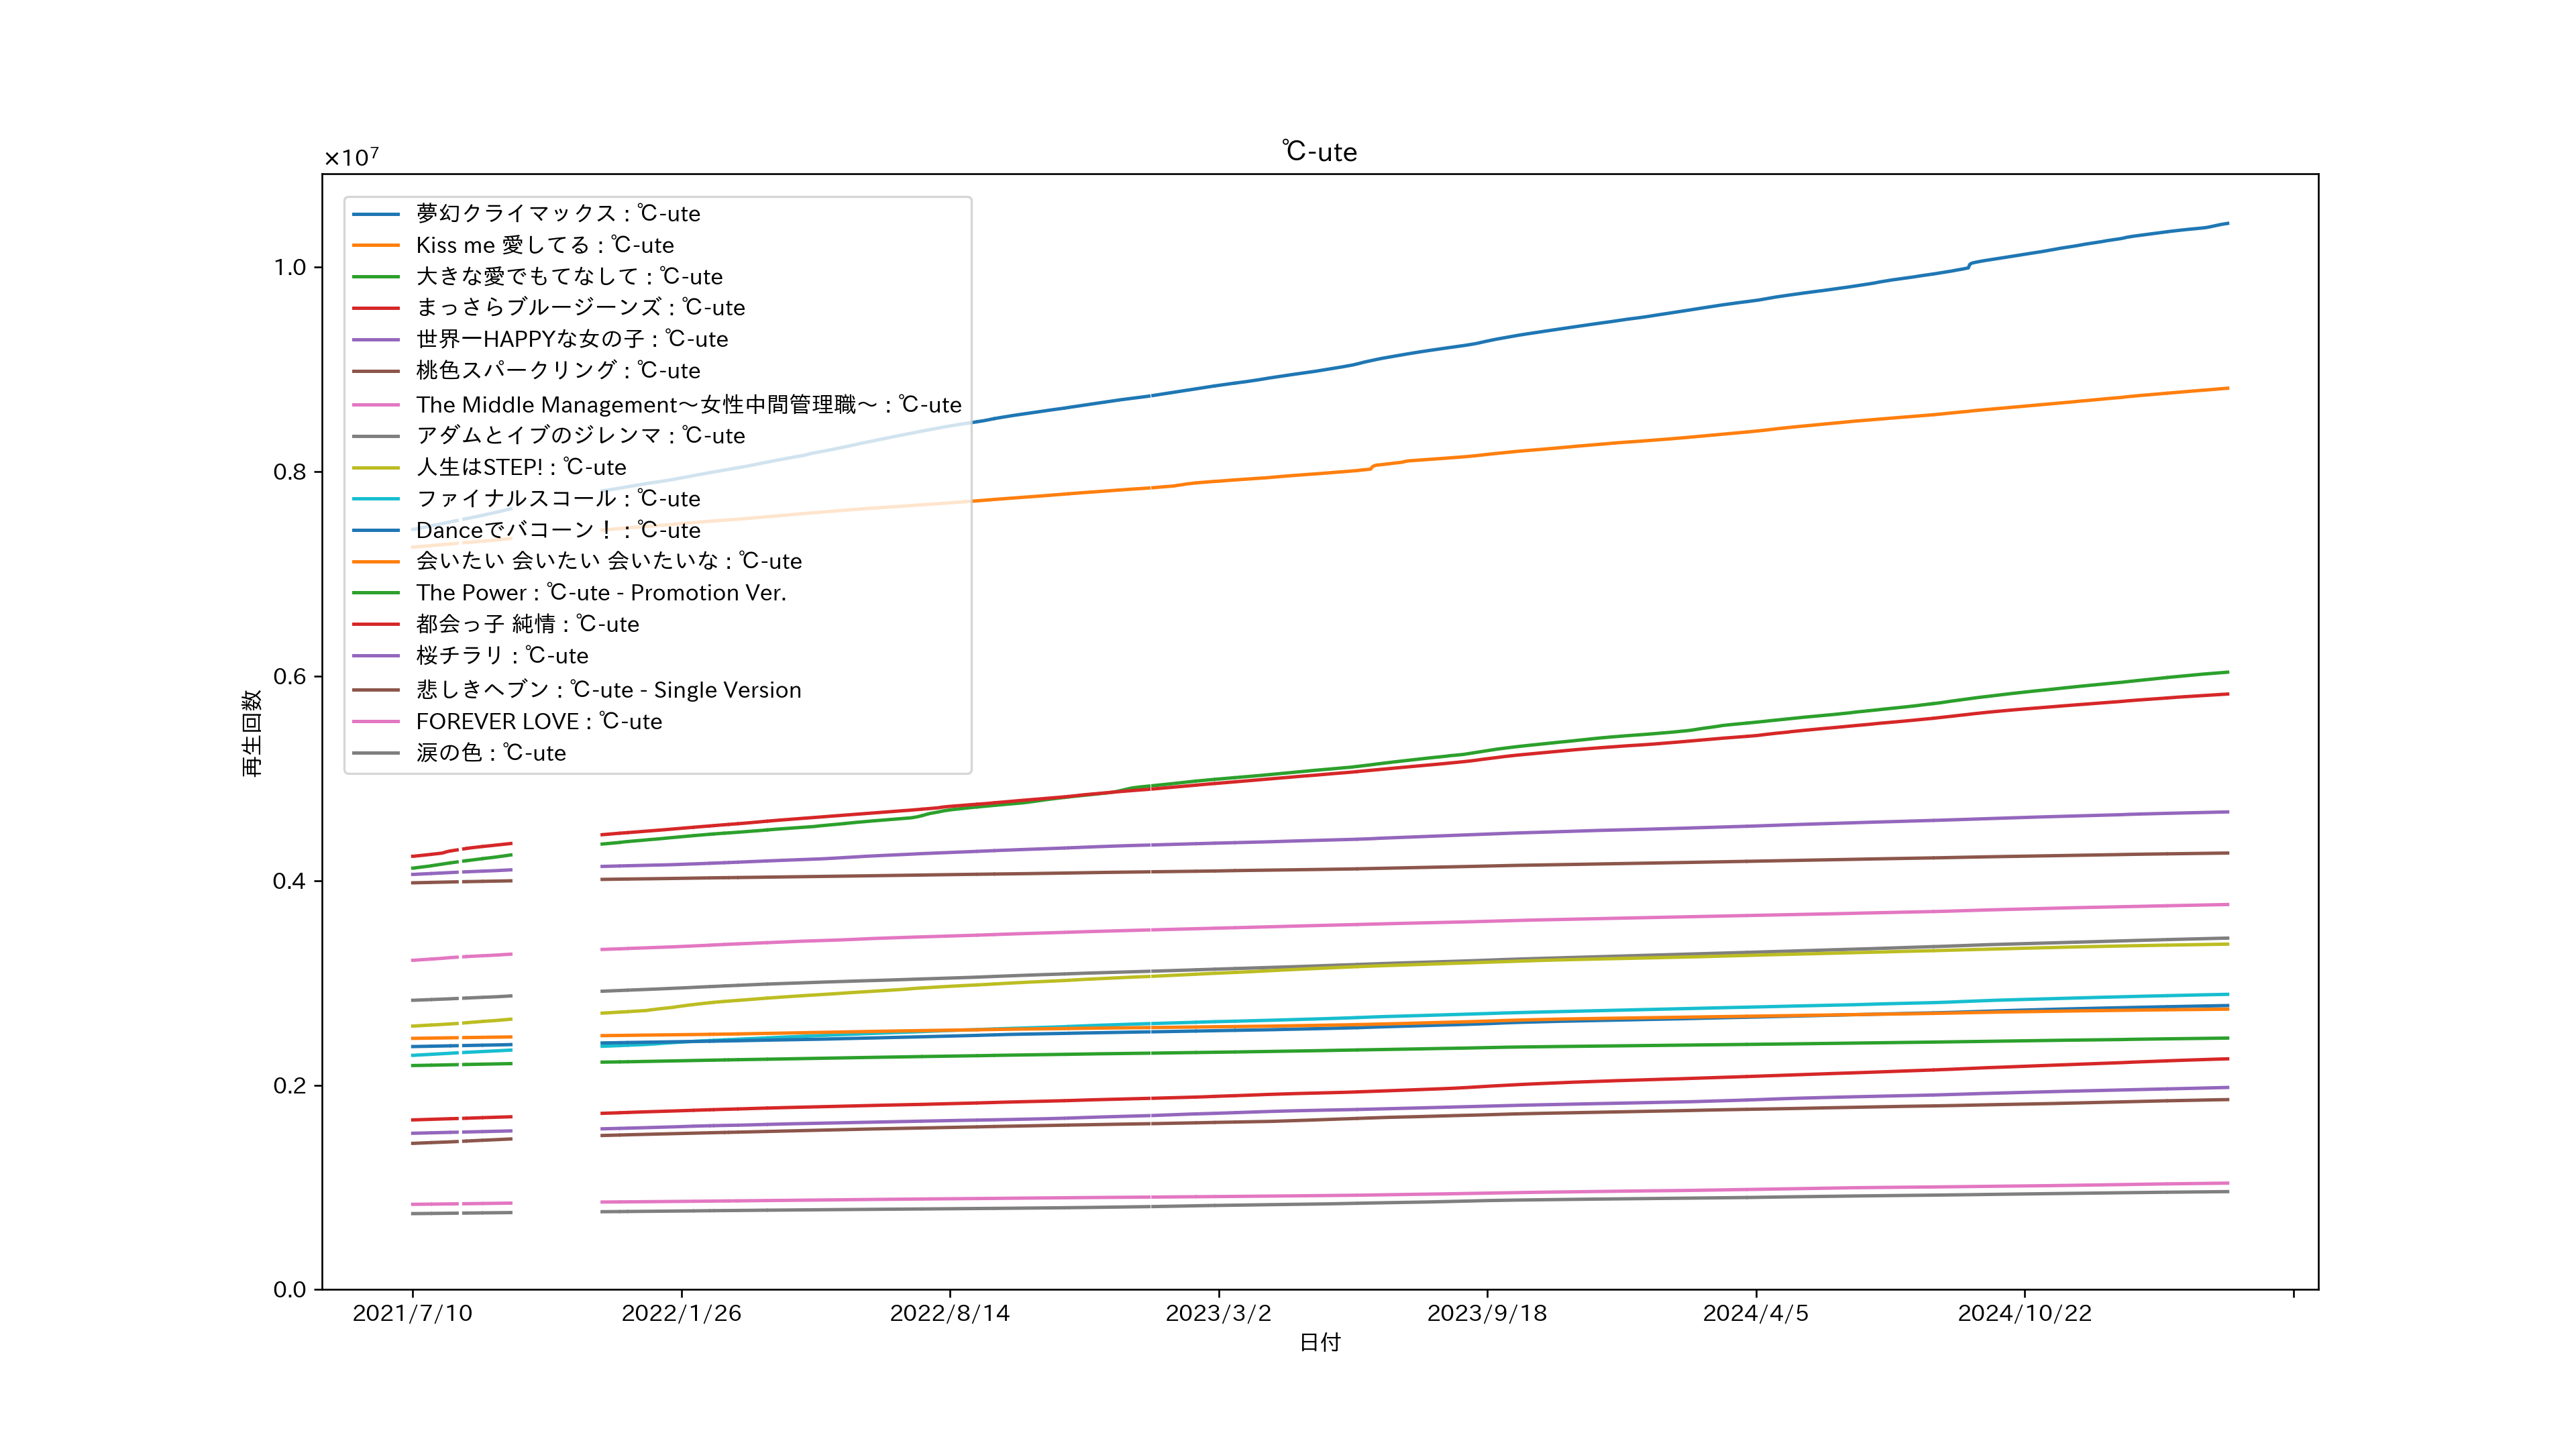 ℃-ute
×10⁷
夢幻クライマックス : ℃-ute
Kiss me 愛してる : ℃-ute
大きな愛でもてなして : ℃-ute
まっさらブルージーンズ : ℃-ute
世界一HAPPYな女の子 : ℃-ute
桃色スパークリング : ℃-ute
The Middle Management～女性中間管理職～ : ℃-ute
アダムとイブのジレンマ : ℃-ute
人生はSTEP! : ℃-ute
ファイナルスコール : ℃-ute
Danceでバコーン！ : ℃-ute
会いたい 会いたい 会いたいな : ℃-ute
The Power : ℃-ute - Promotion Ver.
都会っ子 純情 : ℃-ute
桜チラリ : ℃-ute
悲しきヘブン : ℃-ute - Single Version
FOREVER LOVE : ℃-ute
涙の色 : ℃-ute
1.0
0.8
0.6
0.4
0.2
0.0
再生回数
2021/7/10
2022/1/26
2022/8/14
2023/3/2
2023/9/18
2024/4/5
2024/10/22
日付